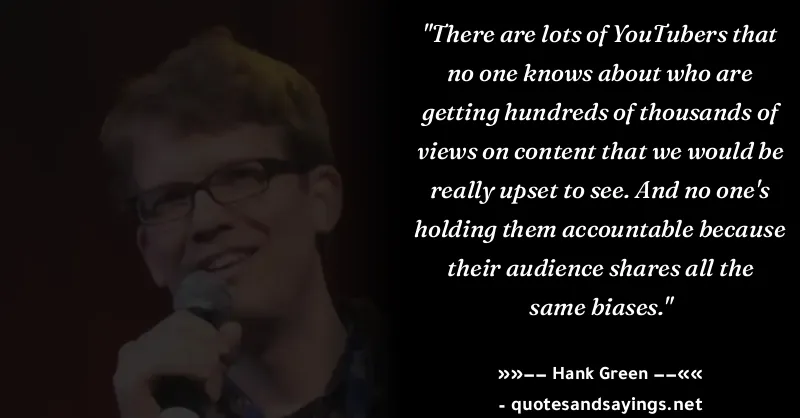 "There are lots of YouTubers that
no one knows about who are
getting hundreds of thousands of
views on content that we would be
really upset to see. And no one's
holding them accountable because
their audience shares all the
same biases."
»»−− Hank Green −−««
- quotesandsayings.net